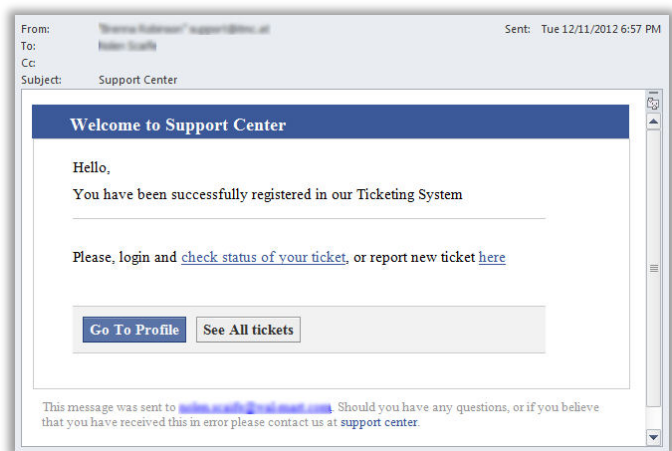 From:
Sent: Tue 12/11/2012 6:57 PM
To:
Cc:
Subject: Support Center
Welcome to Support Center
Hello,
You have been successfully registered in our Ticketing System
Please, login and check status of your ticket, or report new ticket here
Go To Profile See All tickets
This message was sent to . Should you have any questions, or if you believe
that you have received this in error please contact us at support center.